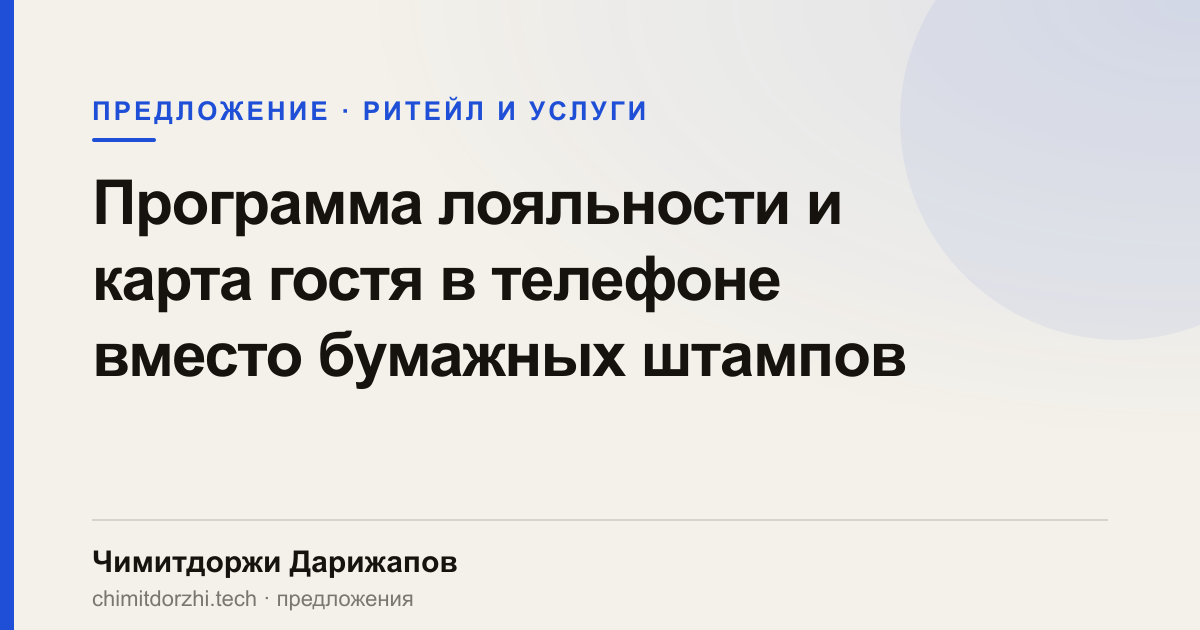 ПРЕДЛОЖЕНИЕ · РИТЕЙЛ И УСЛУГИ
Программа лояльности и
карта гостя в телефоне
вместо бумажных штампов
Чимитдоржи Дарижапов
chimitdorzhi.tech · предложения